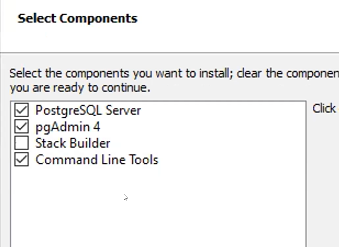 Select Components
Select the components you want to install; clear the
you are ready to continue.
PostgreSQL Server
Click
pgAdmin 4
Stack Builder
Command Line Tools